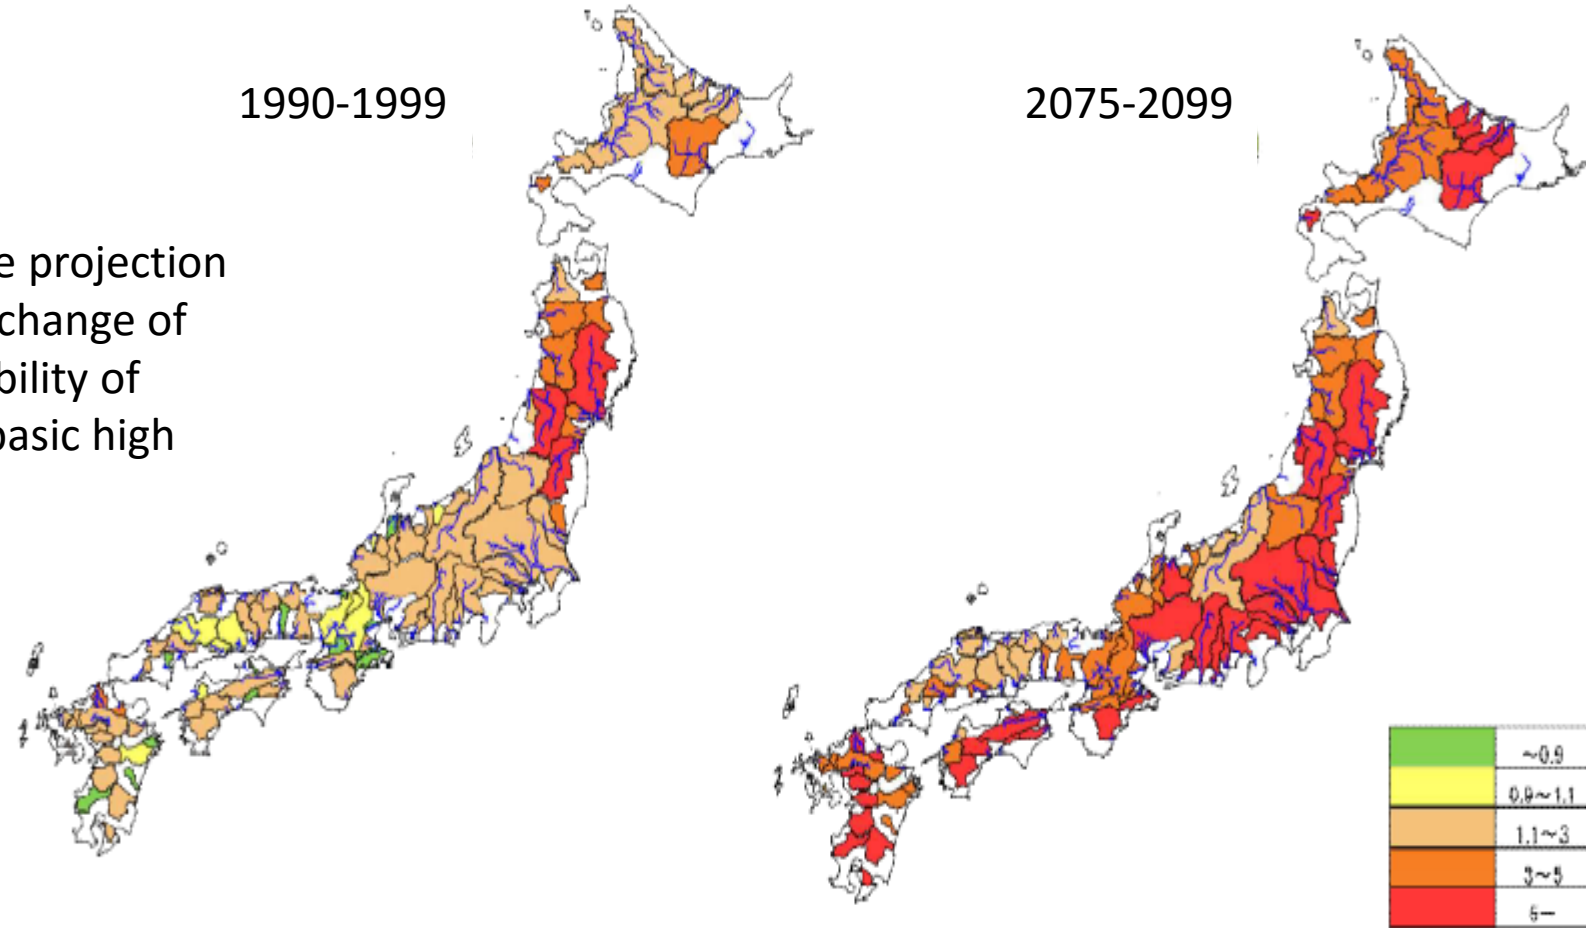 1990-1999
2075-2099
e projection
change of
bility of
basic high
~0.9
0.9~1.1
1.1~3
3~5
5—